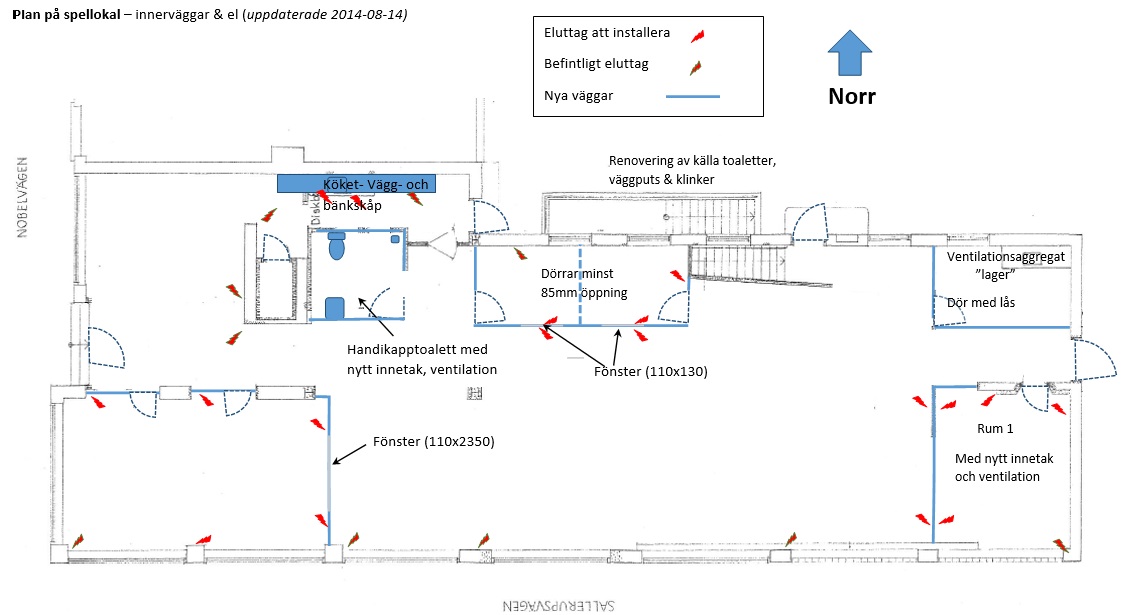 Plan på spellokal – innerväggar & el (uppdaterade 2014-08-14)
Eluttag att installera
Befintligt eluttag
Nya väggar
Norr
NOBELVÄGEN
Renovering av källa toaletter,
väggputs & klinker
Köket- Vägg- och
bänkskåp
Diskb
Dörrar minst
85mm öppning
Ventilationsaggregat
”lager”
Dör med lås
Handikapptoalett med
nytt innetak, ventilation
Fönster (110x130)
Fönster (110x2350)
Rum 1
Med nytt innetak
och ventilation
SALLERUPSVÄGEN